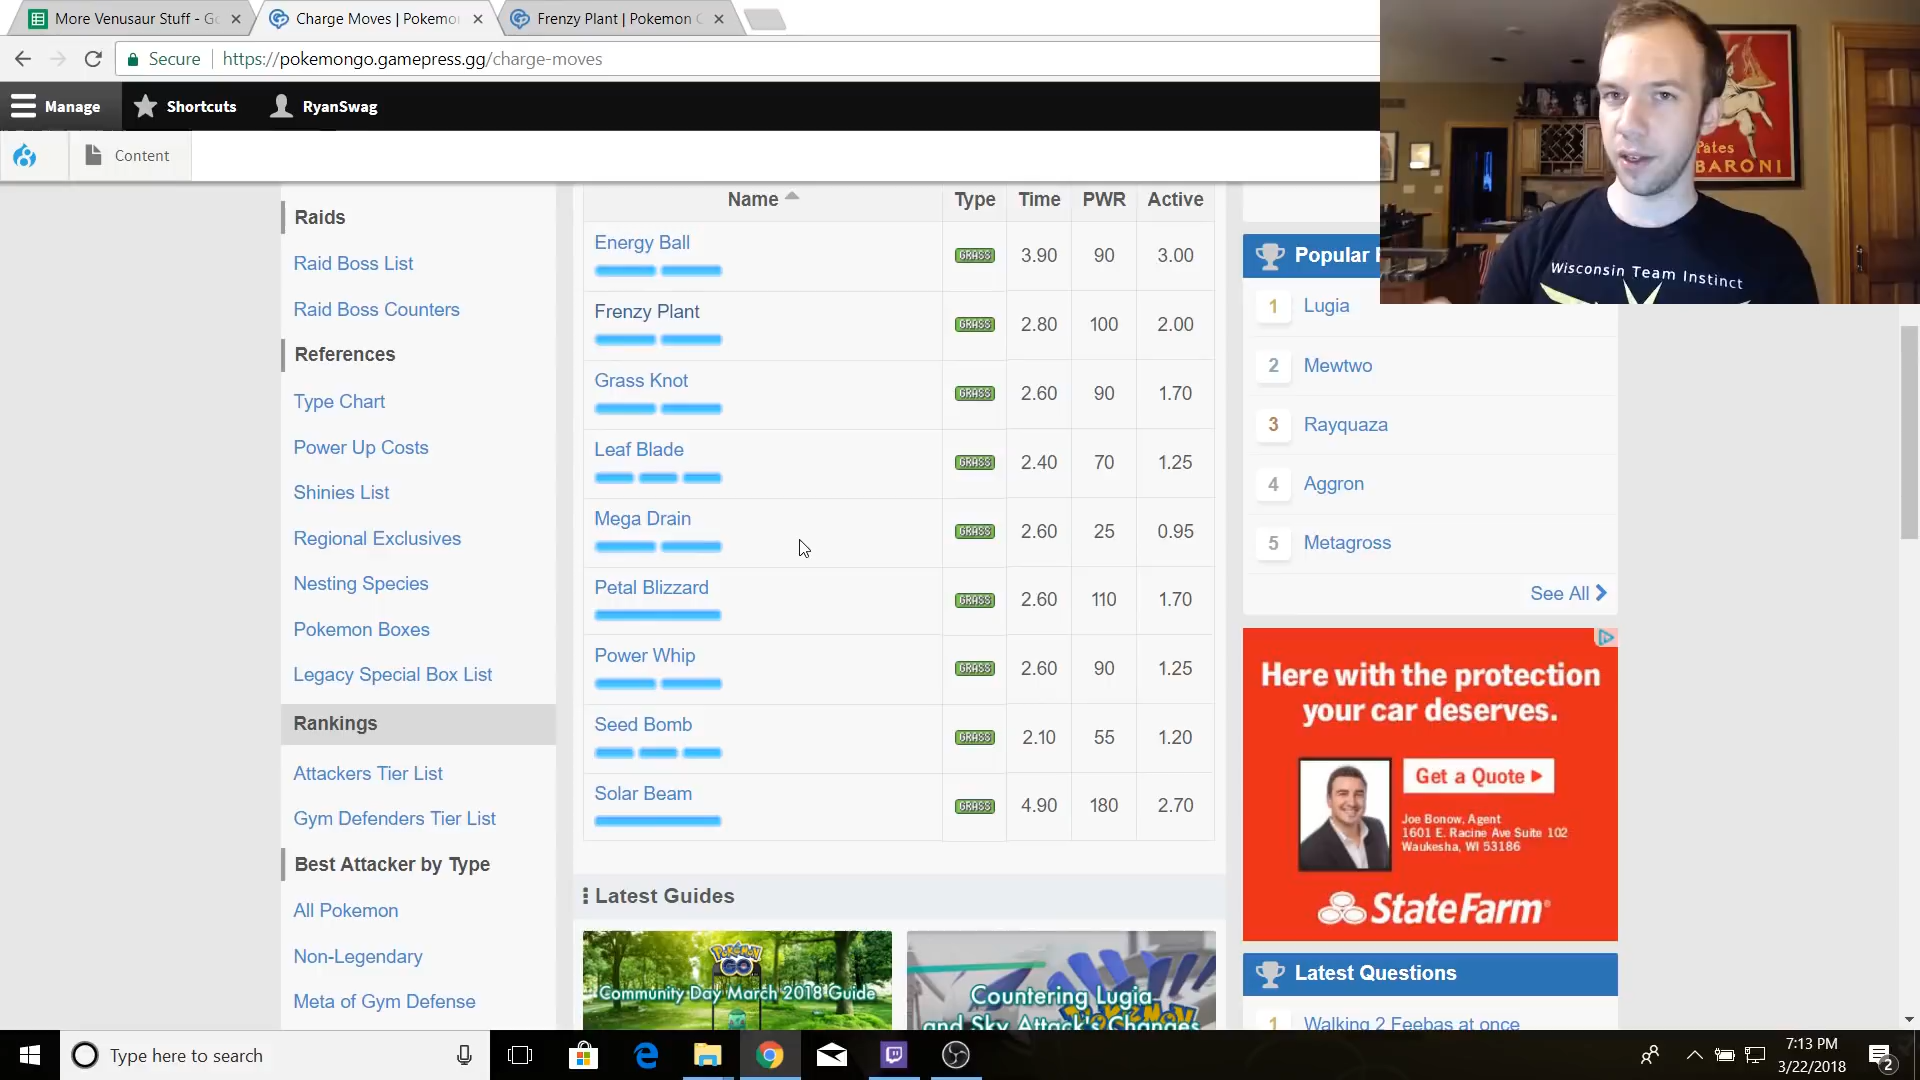 More Venusaur Stuff - Go
Charge Moves | Pokemo
Frenzy Plant | Pokemon G
Secure
https://pokemongo.gamepress.gg/charge-moves
Manage
Shortcuts
RyanSwag
Content
Pates
BARONI
Wisconsin Team Instinct
Raids
Raid Boss List
Raid Boss Counters
References
Type Chart
Power Up Costs
Shinies List
Regional Exclusives
Nesting Species
Pokemon Boxes
Legacy Special Box List
Rankings
Attackers Tier List
Gym Defenders Tier List
Best Attacker by Type
All Pokemon
Non-Legendary
Meta of Gym Defense
Name Type Time PWR Active
Energy Ball GRASS 3.90 90 3.00
Frenzy Plant GRASS 2.80 100 2.00
Grass Knot GRASS 2.60 90 1.70
Leaf Blade GRASS 2.40 70 1.25
Mega Drain GRASS 2.60 25 0.95
Petal Blizzard GRASS 2.60 110 1.70
Power Whip GRASS 2.60 90 1.25
Seed Bomb GRASS 2.10 55 1.20
Solar Beam GRASS 4.90 180 2.70
Latest Guides
POKÉMON
GO
Community Day March 2018 Guide
Countering Lugia
and Sky Attack's Changes
Popular
1 Lugia
2 Mewtwo
3 Rayquaza
4 Aggron
5 Metagross
See All
Here with the protection
your car deserves.
Get a Quote
Joe Bonow, Agent
1601 E. Racine Ave Suite 102
Waukesha, WI 53186
StateFarm®
Latest Questions
1 Walking 2 Feebas at once
Type here to search
7:13 PM
3/22/2018
2